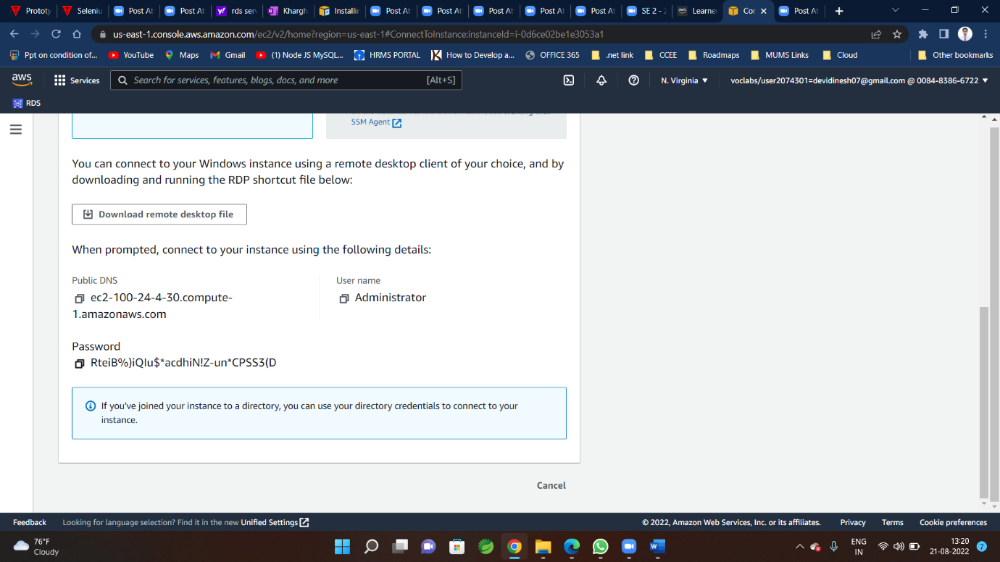 Prototy
Seleniu
Post At
Post At
rds ser
Khargh
Installin
Post At
Post At
Post At
Post At
Post At
SE 2 -
Learne
Cor
Post At
us-east-1.console.aws.amazon.com/ec2/v2/home?region=us-east-1#ConnectToInstance:instanceId=i-0d6ce02be1e3053a1
Ppt on condition of...
YouTube
Maps
Gmail
(1) Node JS MySQL...
HRMS PORTAL
How to Develop a...
OFFICE 365
.net link
CCEE
Roadmaps
MUMS Links
Cloud
Other bookmarks
aws
Services
Search for services, features, blogs, docs, and more [Alt+S]
N. Virginia
voclabs/user2074301=devidinesh07@gmail.com @ 0084-8386-6722
RDS
SSM Agent
You can connect to your Windows instance using a remote desktop client of your choice, and by
downloading and running the RDP shortcut file below:
Download remote desktop file
When prompted, connect to your instance using the following details:
Public DNS
ec2-100-24-4-30.compute-
1.amazonaws.com
User name
Administrator
Password
RteiB%)iQIu$*acdhiN!Z-un*CPSS3(D
If you've joined your instance to a directory, you can use your directory credentials to connect to your
instance.
Cancel
Feedback
Looking for language selection? Find it in the new Unified Settings
© 2022, Amazon Web Services, Inc. or its affiliates.
Privacy
Terms
Cookie preferences
76°F
Cloudy
ENG
IN
13:20
21-08-2022
7